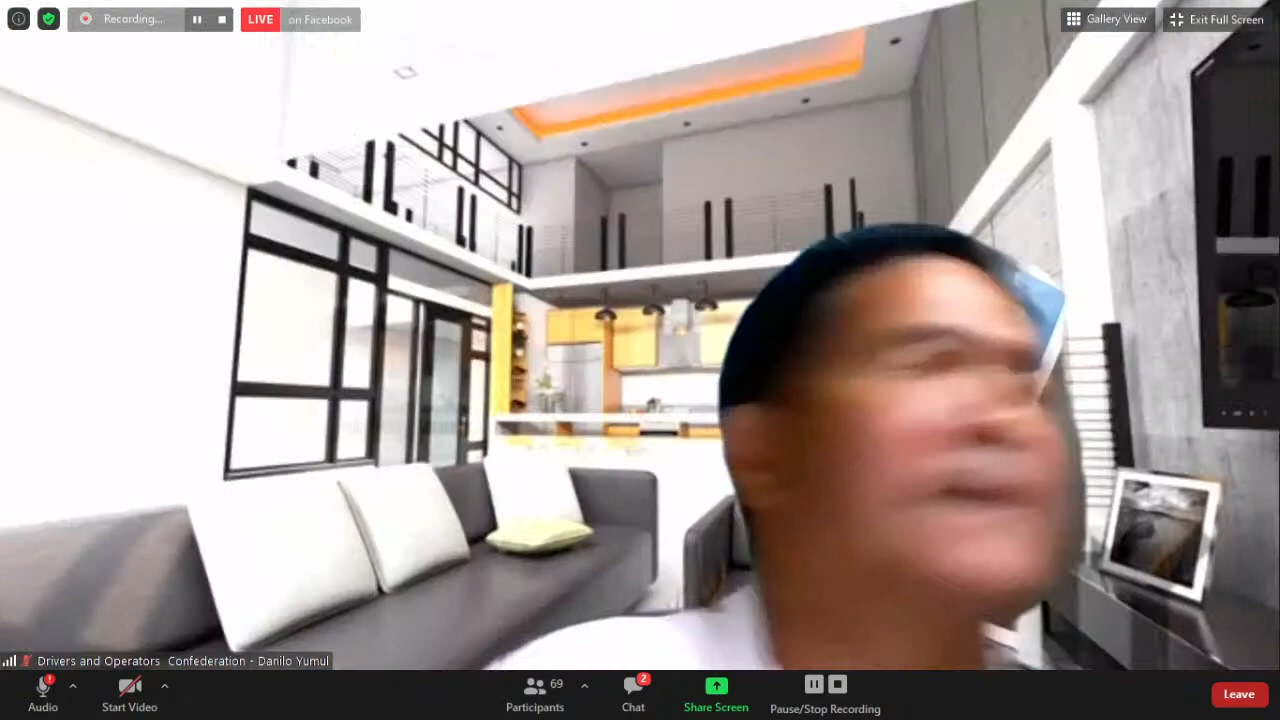 Recording...
LIVE on Facebook
Gallery View
Exit Full Screen
Drivers and Operators Confederation - Danilo Yumul
Audio
Start Video
69
Participants
2
Chat
Share Screen
Pause/Stop Recording
Leave